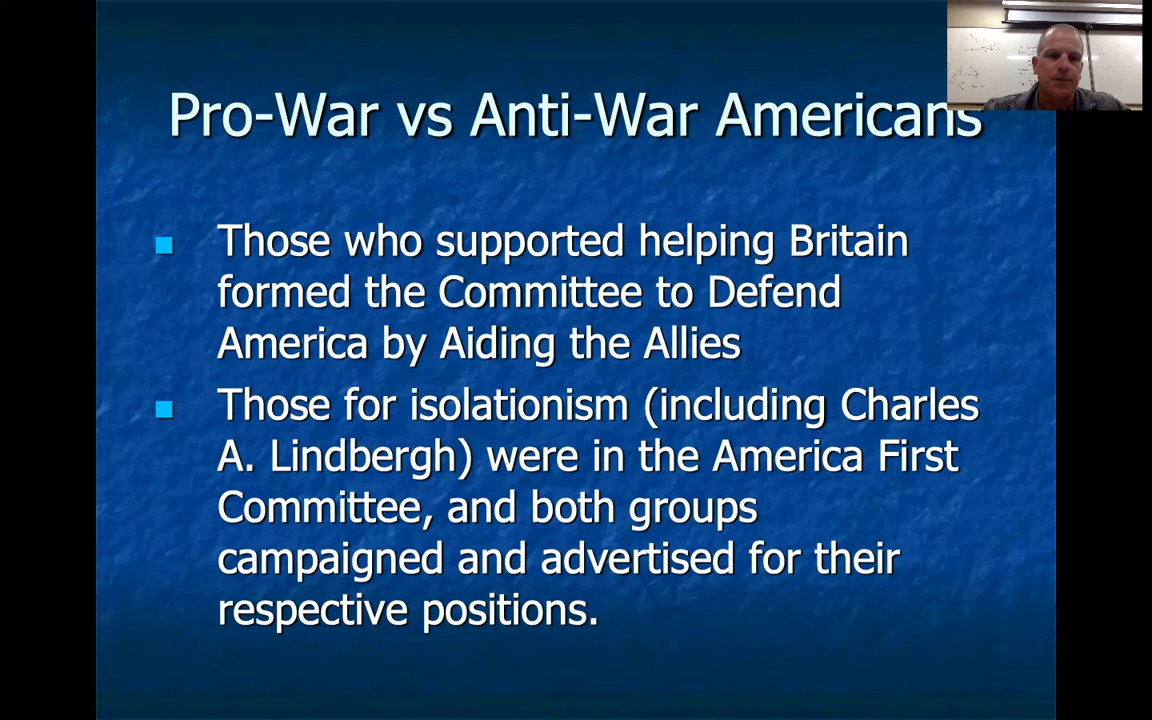 Pro-War vs Anti-War Americans
Those who supported helping Britain
formed the Committee to Defend
America by Aiding the Allies
Those for isolationism (including Charles
A. Lindbergh) were in the America First
Committee, and both groups
campaigned and advertised for their
respective positions.